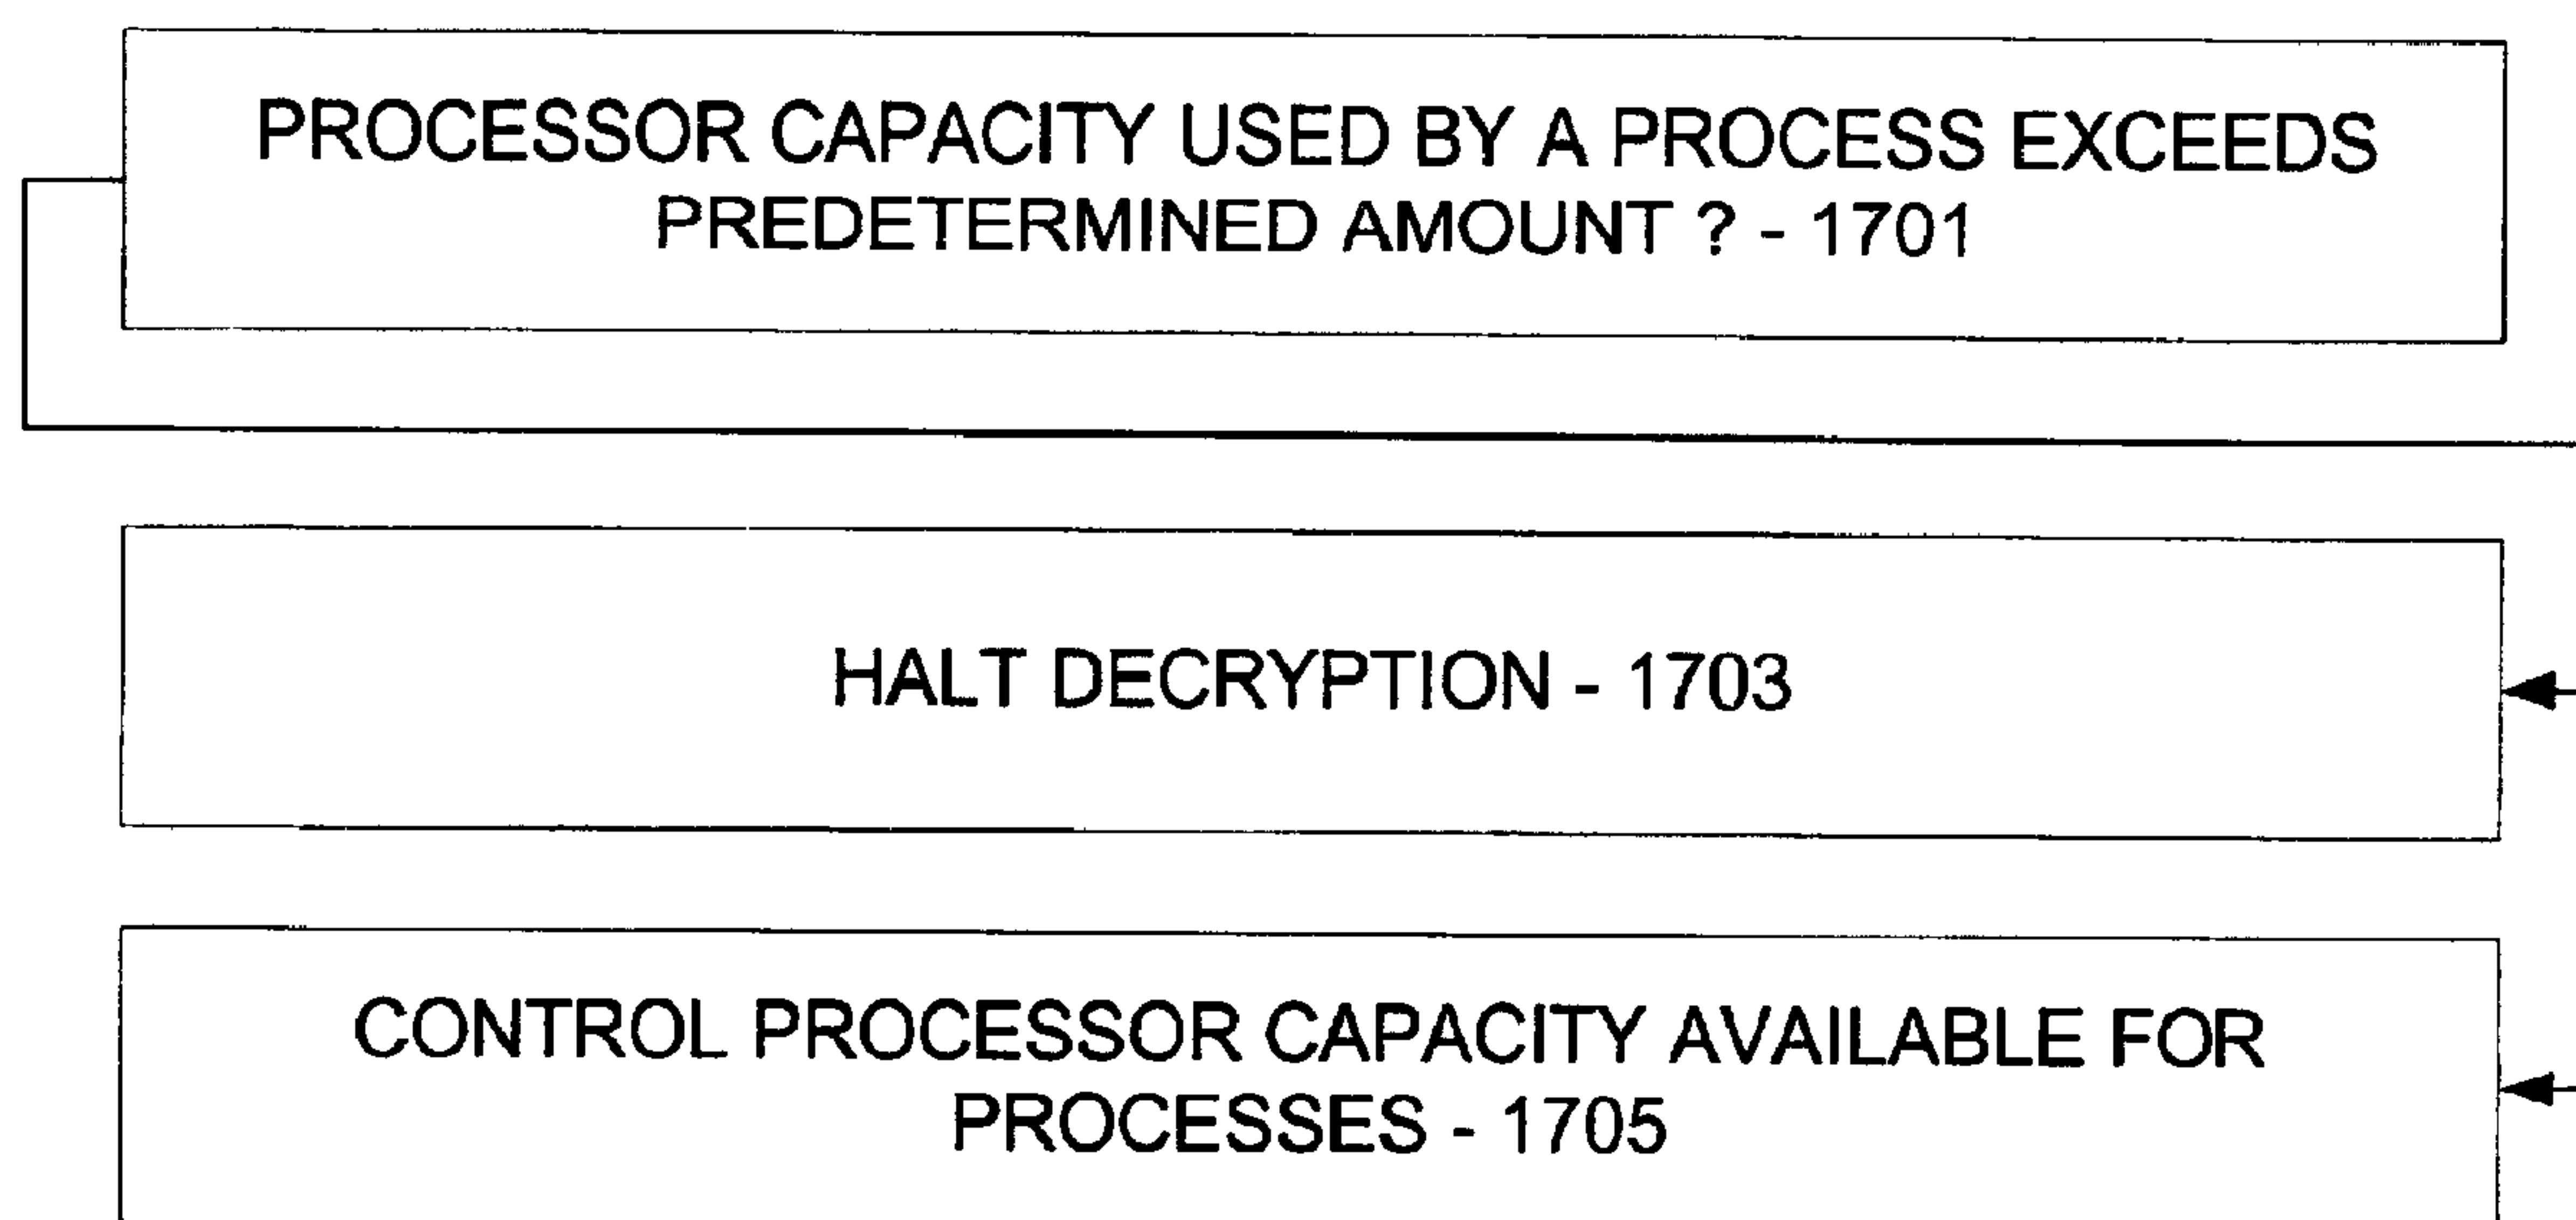 PROCESSOR CAPACITY USED BY A PROCESS EXCEEDS
PREDETERMINED AMOUNT ? - 1701
HALT DECRYPTION - 1703
CONTROL PROCESSOR CAPACITY AVAILABLE FOR
PROCESSES - 1705